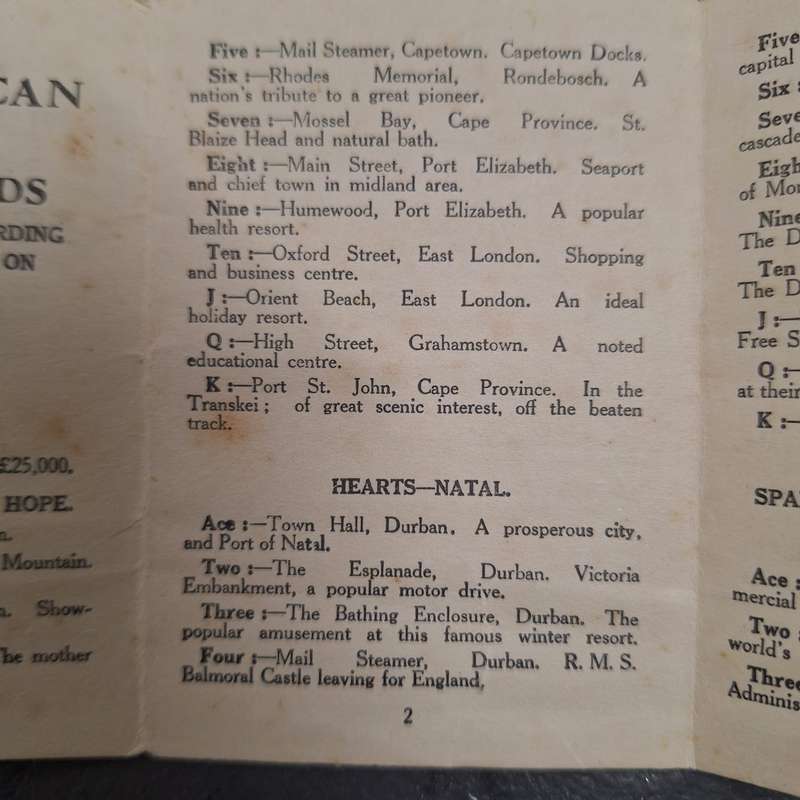 CAN
DS
RDING
ON
£25,000.
HOPE.
Mountain.
Show-
The mother
Five :—Mail Steamer, Capetown. Capetown Docks.
Six :—Rhodes Memorial, Rondebosch. A
nation's tribute to a great pioneer.
Seven :—Mossel Bay, Cape Province. St.
Blaize Head and natural bath.
Eight :—Main Street, Port Elizabeth. Seaport
and chief town in midland area.
Nine :—Humewood, Port Elizabeth. A popular
health resort.
Ten :—Oxford Street, East London. Shopping
and business centre.
J :—Orient Beach, East London. An ideal
holiday resort.
Q :—High Street, Grahamstown. A noted
educational centre.
K :—Port St. John, Cape Province. In the
Transkei ; of great scenic interest, off the beaten
track.
HEARTS—NATAL.
Ace :—Town Hall, Durban. A prosperous city,
and Port of Natal.
Two :—The Esplanade, Durban. Victoria
Embankment, a popular motor drive.
Three :—The Bathing Enclosure, Durban. The
popular amusement at this famous winter resort.
Four :—Mail Steamer, Durban. R. M. S.
Balmoral Castle leaving for England,
2
Five
capital
Six :
Seve
cascade
Eigh
of Mou
Nine
The D
Ten
The D
J :—
Free S
Q :—
at their
K :—
SPA
Ace :
mercial
Two :
world's
Three
Adminis